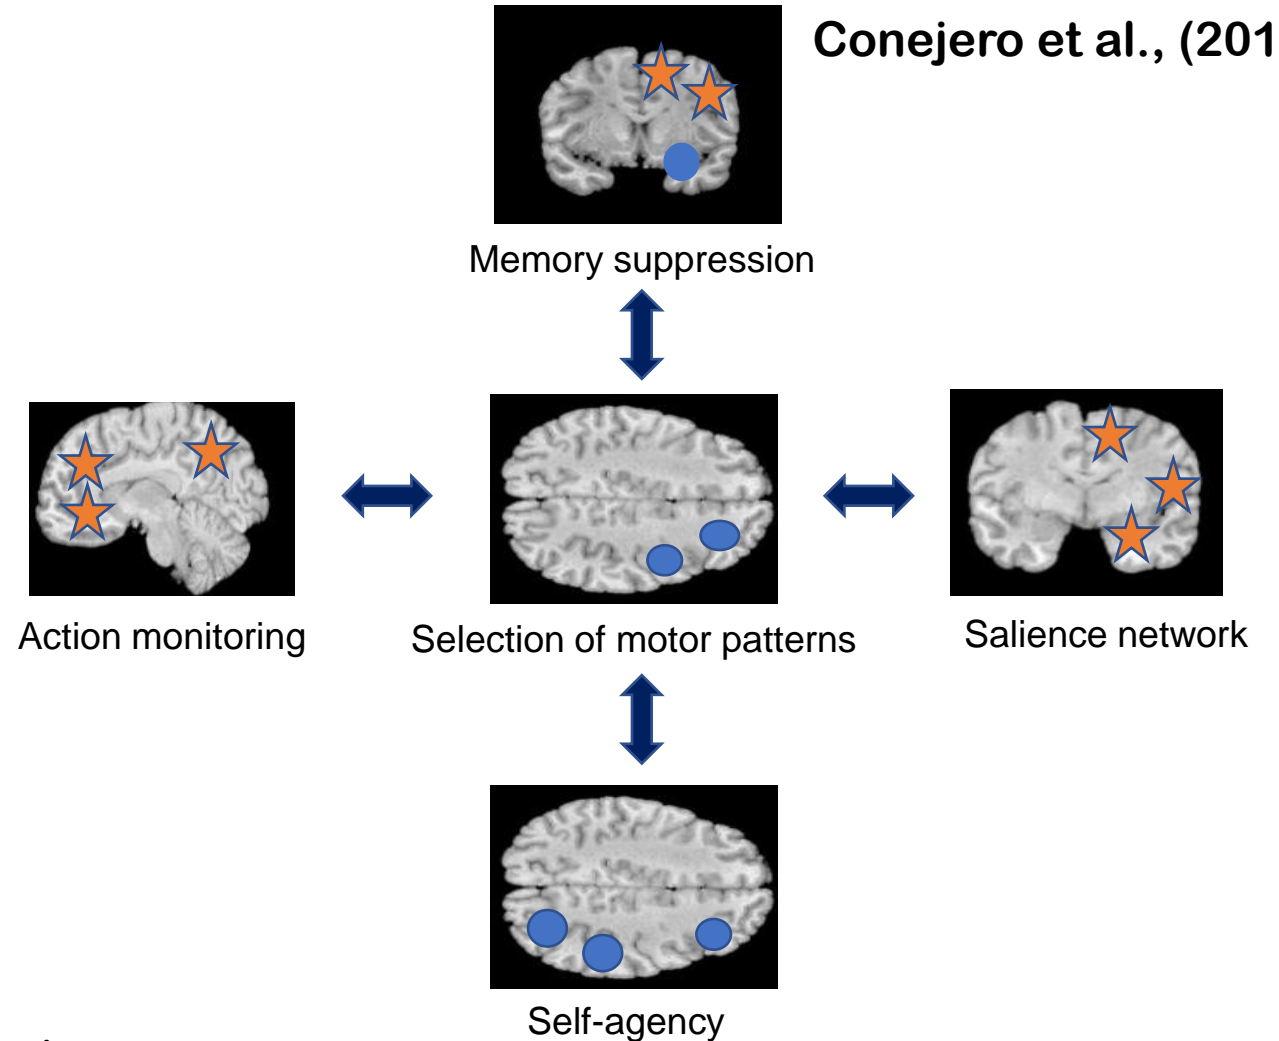 Conejero et al., (201
Memory suppression
Action monitoring
Selection of motor patterns
Salience network
Self-agency